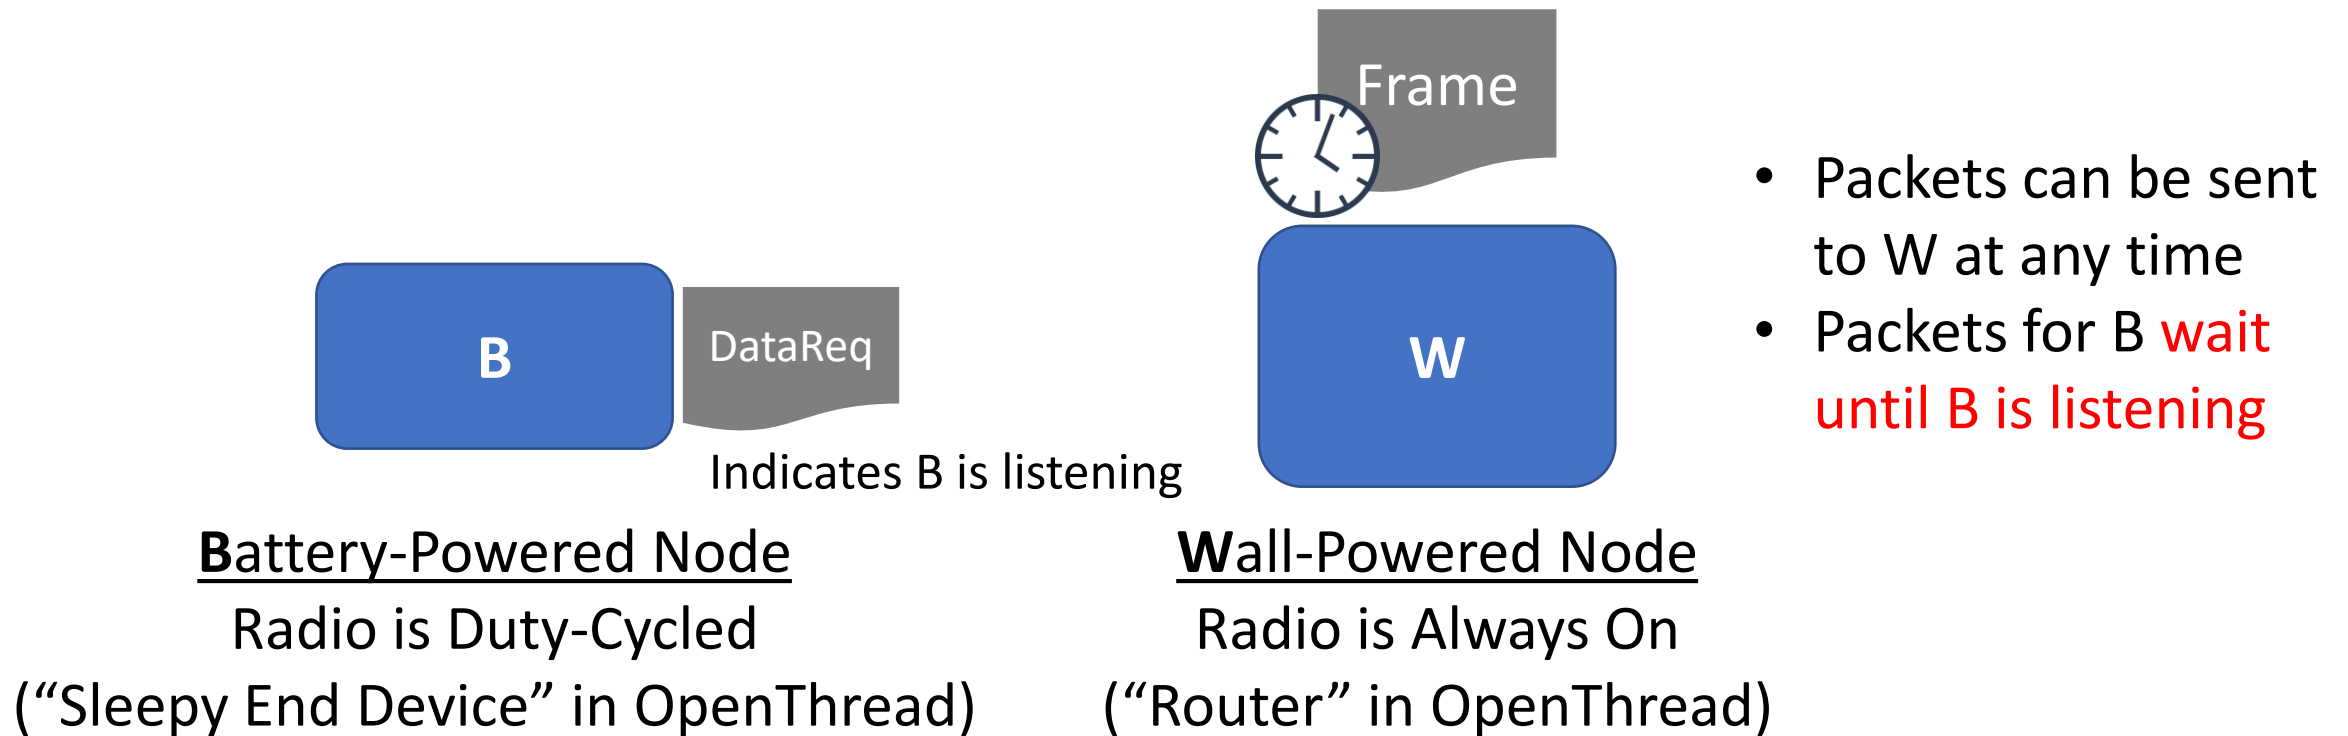 Frame
B
DataReq
Indicates B is listening
W
Battery-Powered Node
Radio is Duty-Cycled
(“Sleepy End Device” in OpenThread)
Wall-Powered Node
Radio is Always On
(“Router” in OpenThread)
• Packets can be sent
to W at any time
• Packets for B wait
until B is listening